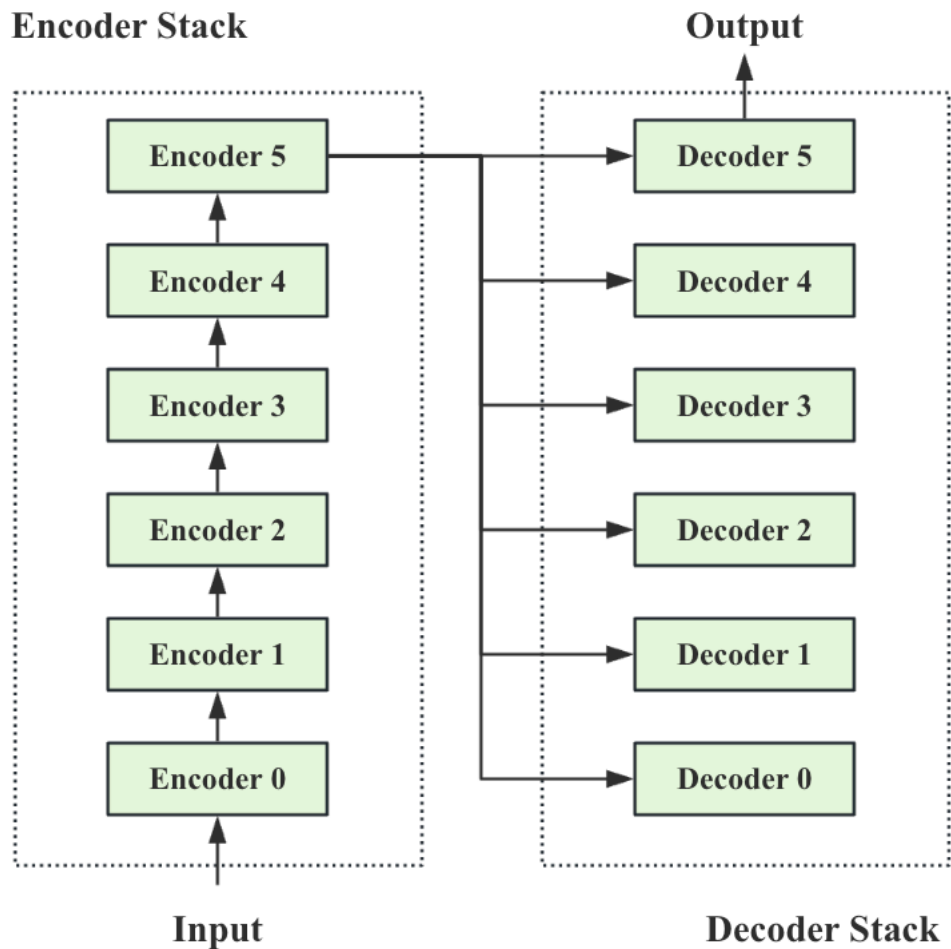 Encoder Stack
Output
Encoder 5
Decoder 5
Encoder 4
Decoder 4
Encoder 3
Decoder 3
Encoder 2
Decoder 2
Encoder 1
Decoder 1
Encoder 0
Decoder 0
Input
Decoder Stack